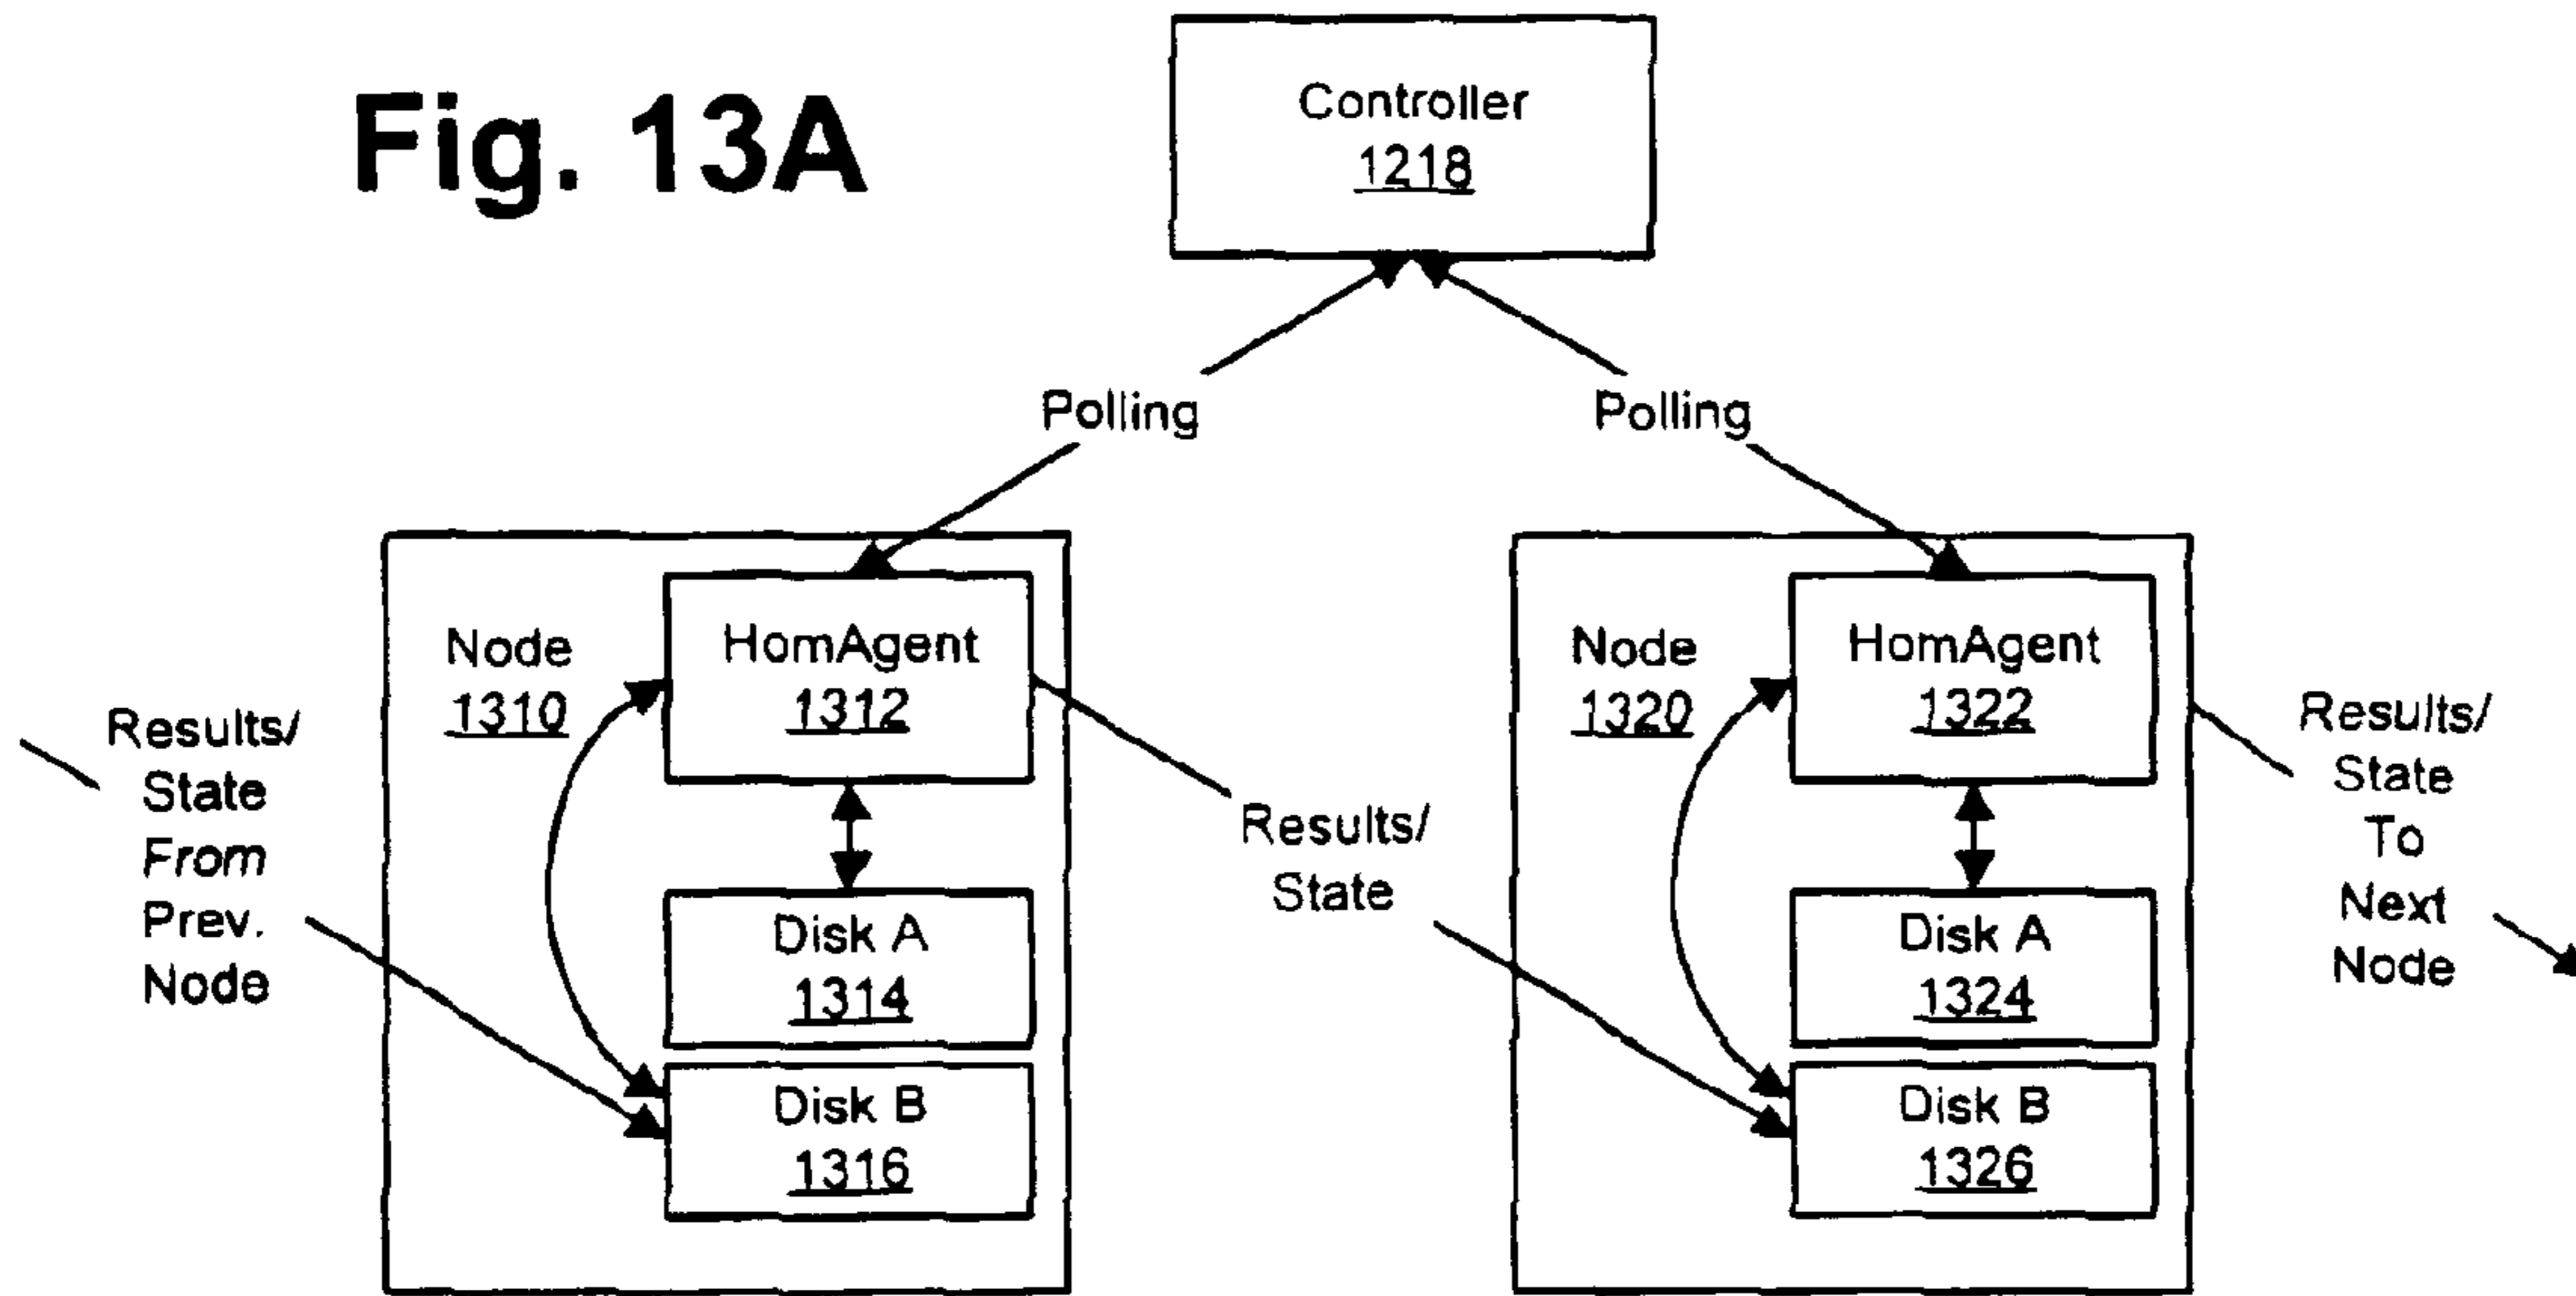 Fig. 13A
Controller
1218
Polling
Polling
Node
1310
HomAgent
1312
Disk A
1314
Disk B
1316
Results/
State
From
Prev.
Node
Results/
State
Node
1320
HomAgent
1322
Disk A
1324
Disk B
1326
Results/
State
To
Next
Node